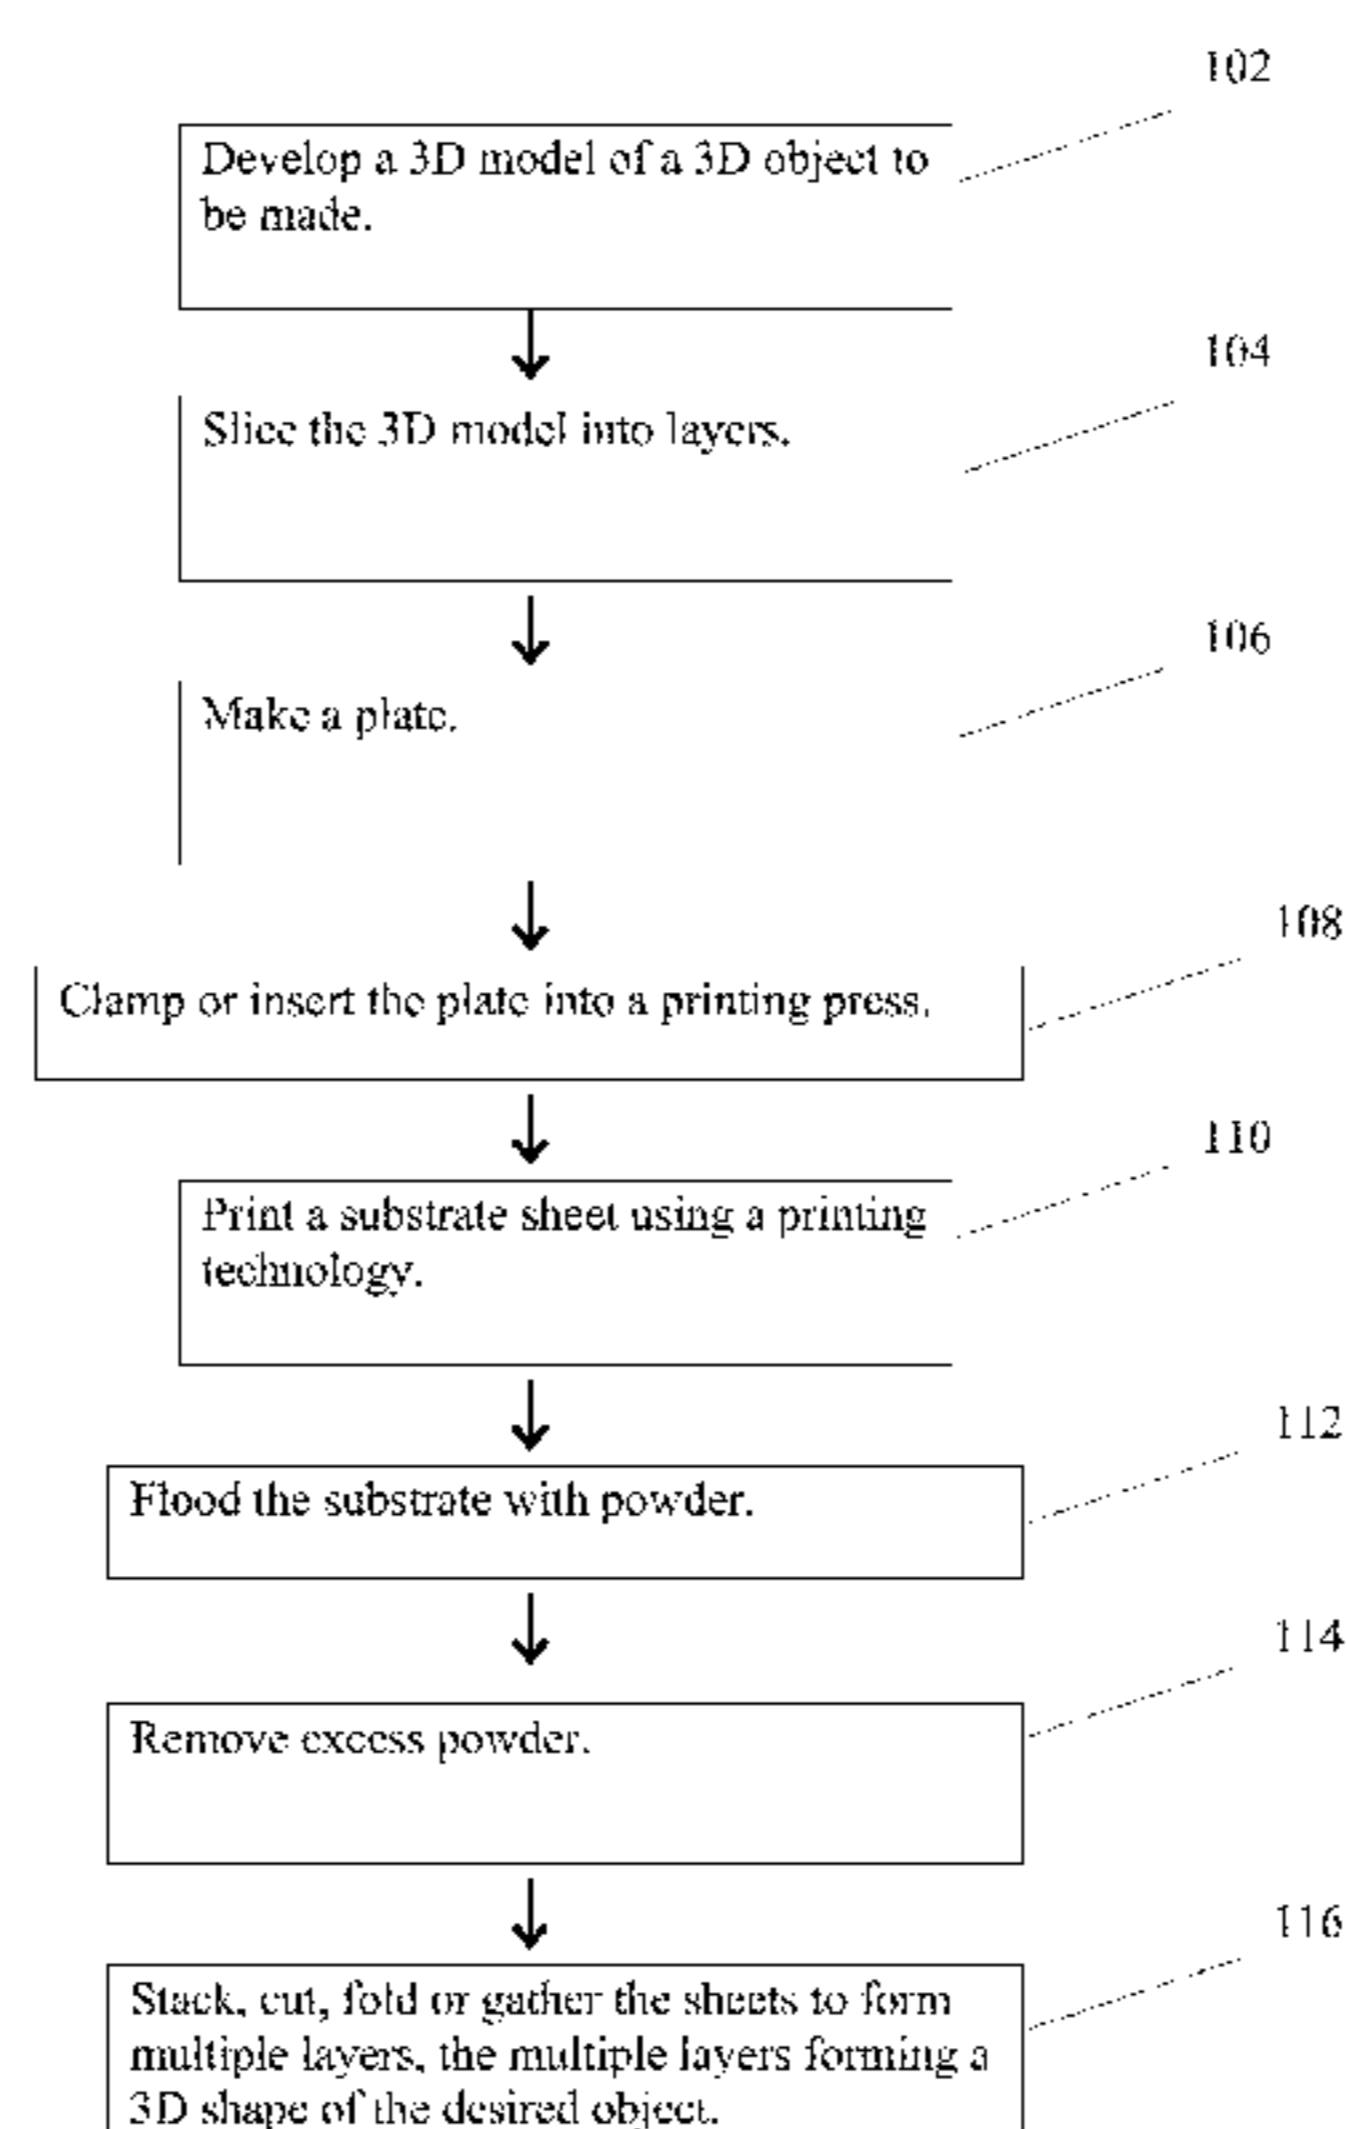 102
Develop a 3D model of a 3D object to
be made.
104
Slice the 3D model into layers.
106
Make a plate.
108
Clamp or insert the plate into a printing press.
110
Print a substrate sheet using a printing
technology.
112
Flood the substrate with powder.
114
Remove excess powder.
116
Stack, cut, fold or gather the sheets to form
multiple layers, the multiple layers forming a
3D shape of the desired object.